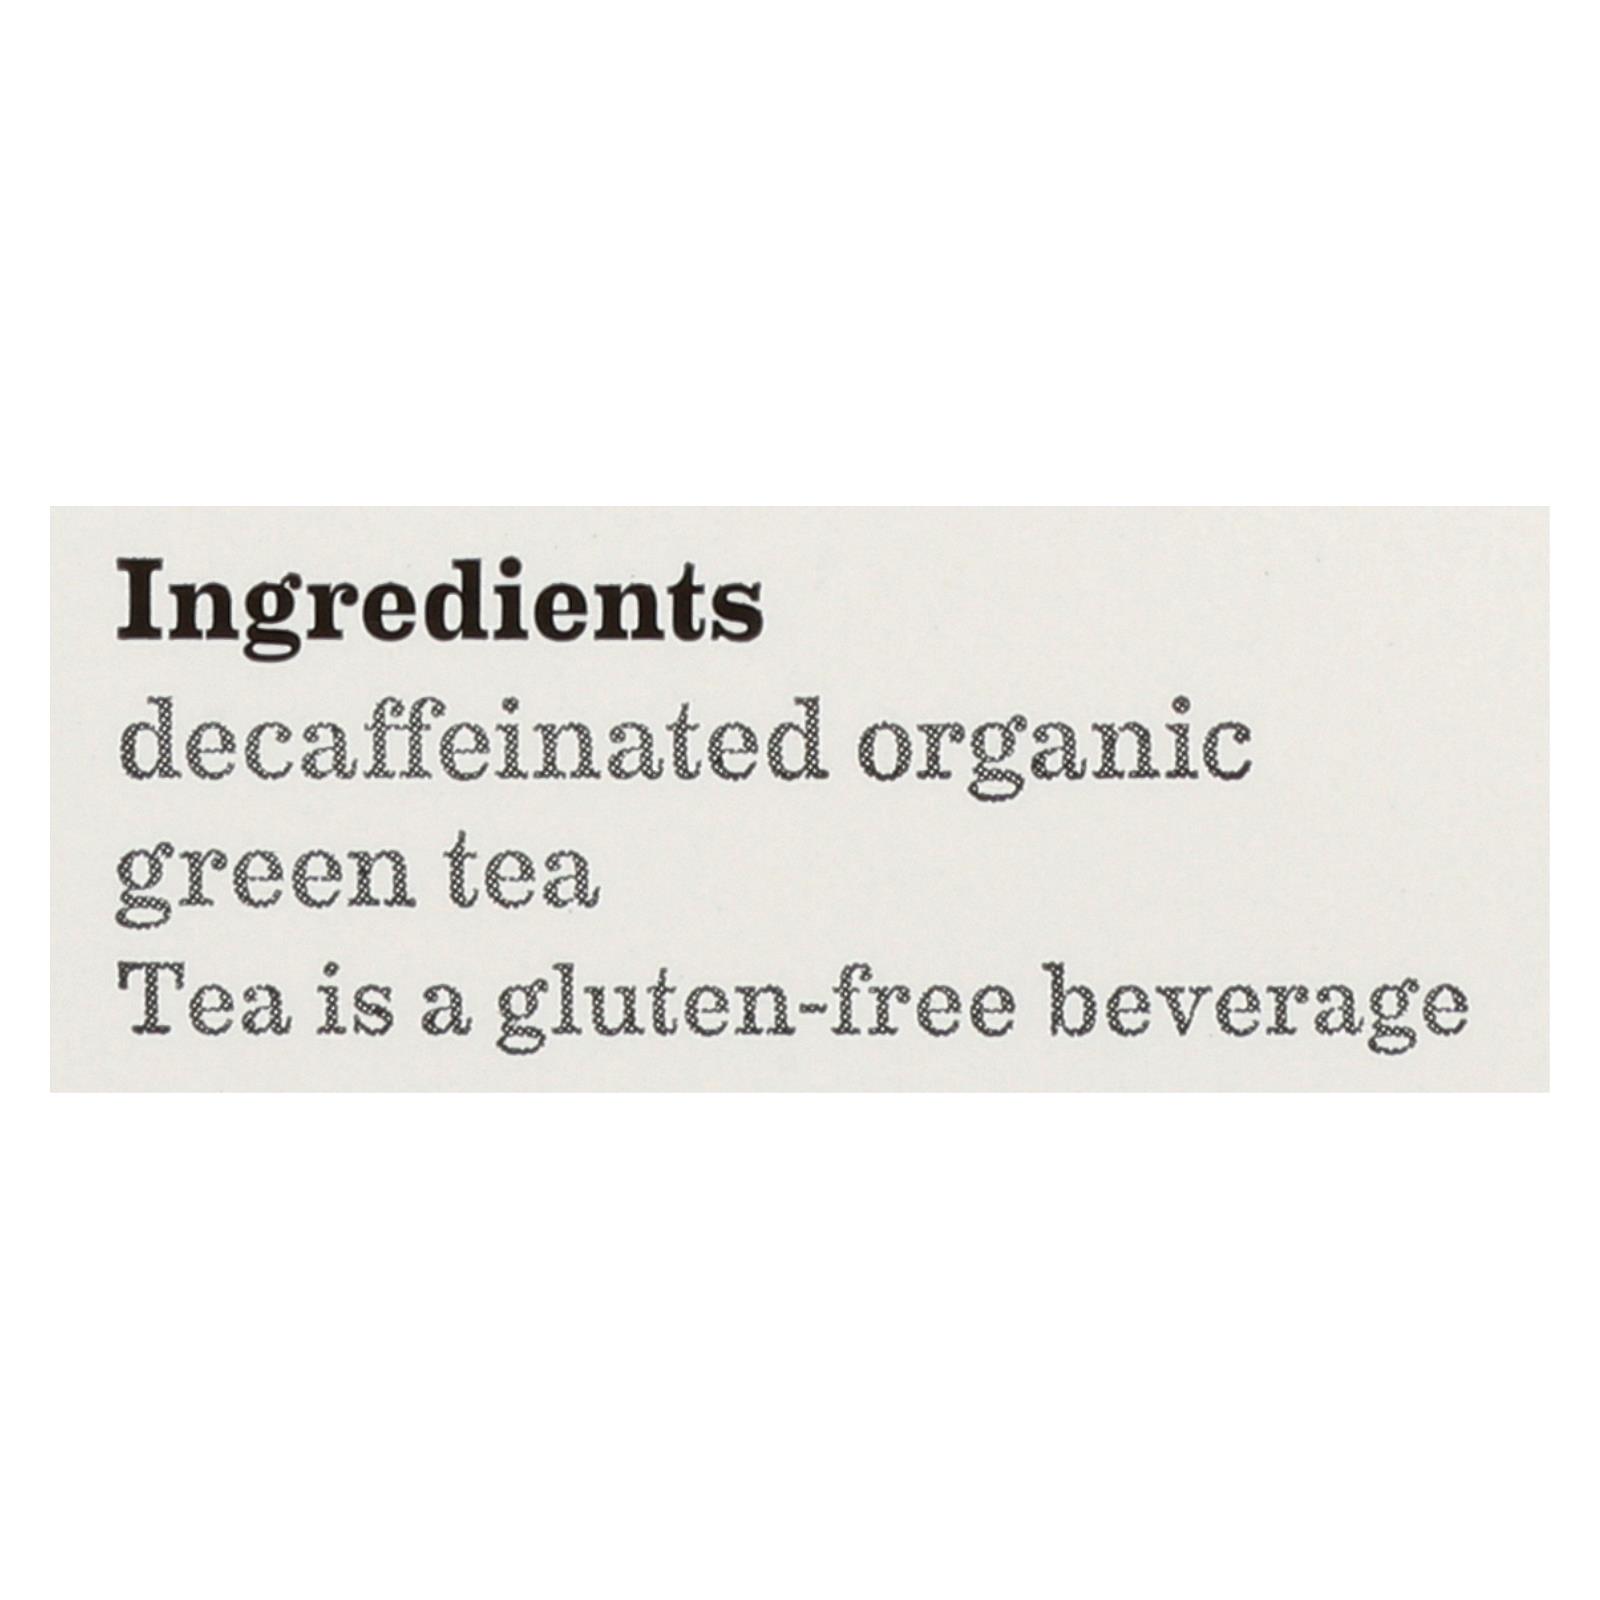 Ingredients
decaffeinated organic
green tea
Tea is a gluten-free beverage